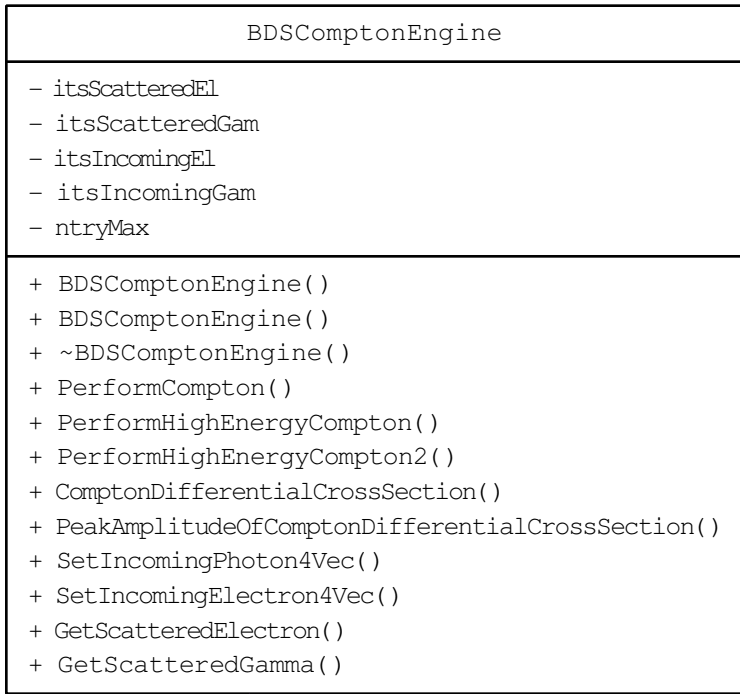 BDSComptonEngine
- itsScatteredEl
- itsScatteredGam
- itsIncomingEl
- itsIncomingGam
- ntryMax
+ BDSComptonEngine()
+ BDSComptonEngine()
+ ~BDSComptonEngine()
+ PerformCompton()
+ PerformHighEnergyCompton()
+ PerformHighEnergyCompton2()
+ ComptonDifferentialCrossSection()
+ PeakAmplitudeOfComptonDifferentialCrossSection()
+ SetIncomingPhoton4Vec()
+ SetIncomingElectron4Vec()
+ GetScatteredElectron()
+ GetScatteredGamma()